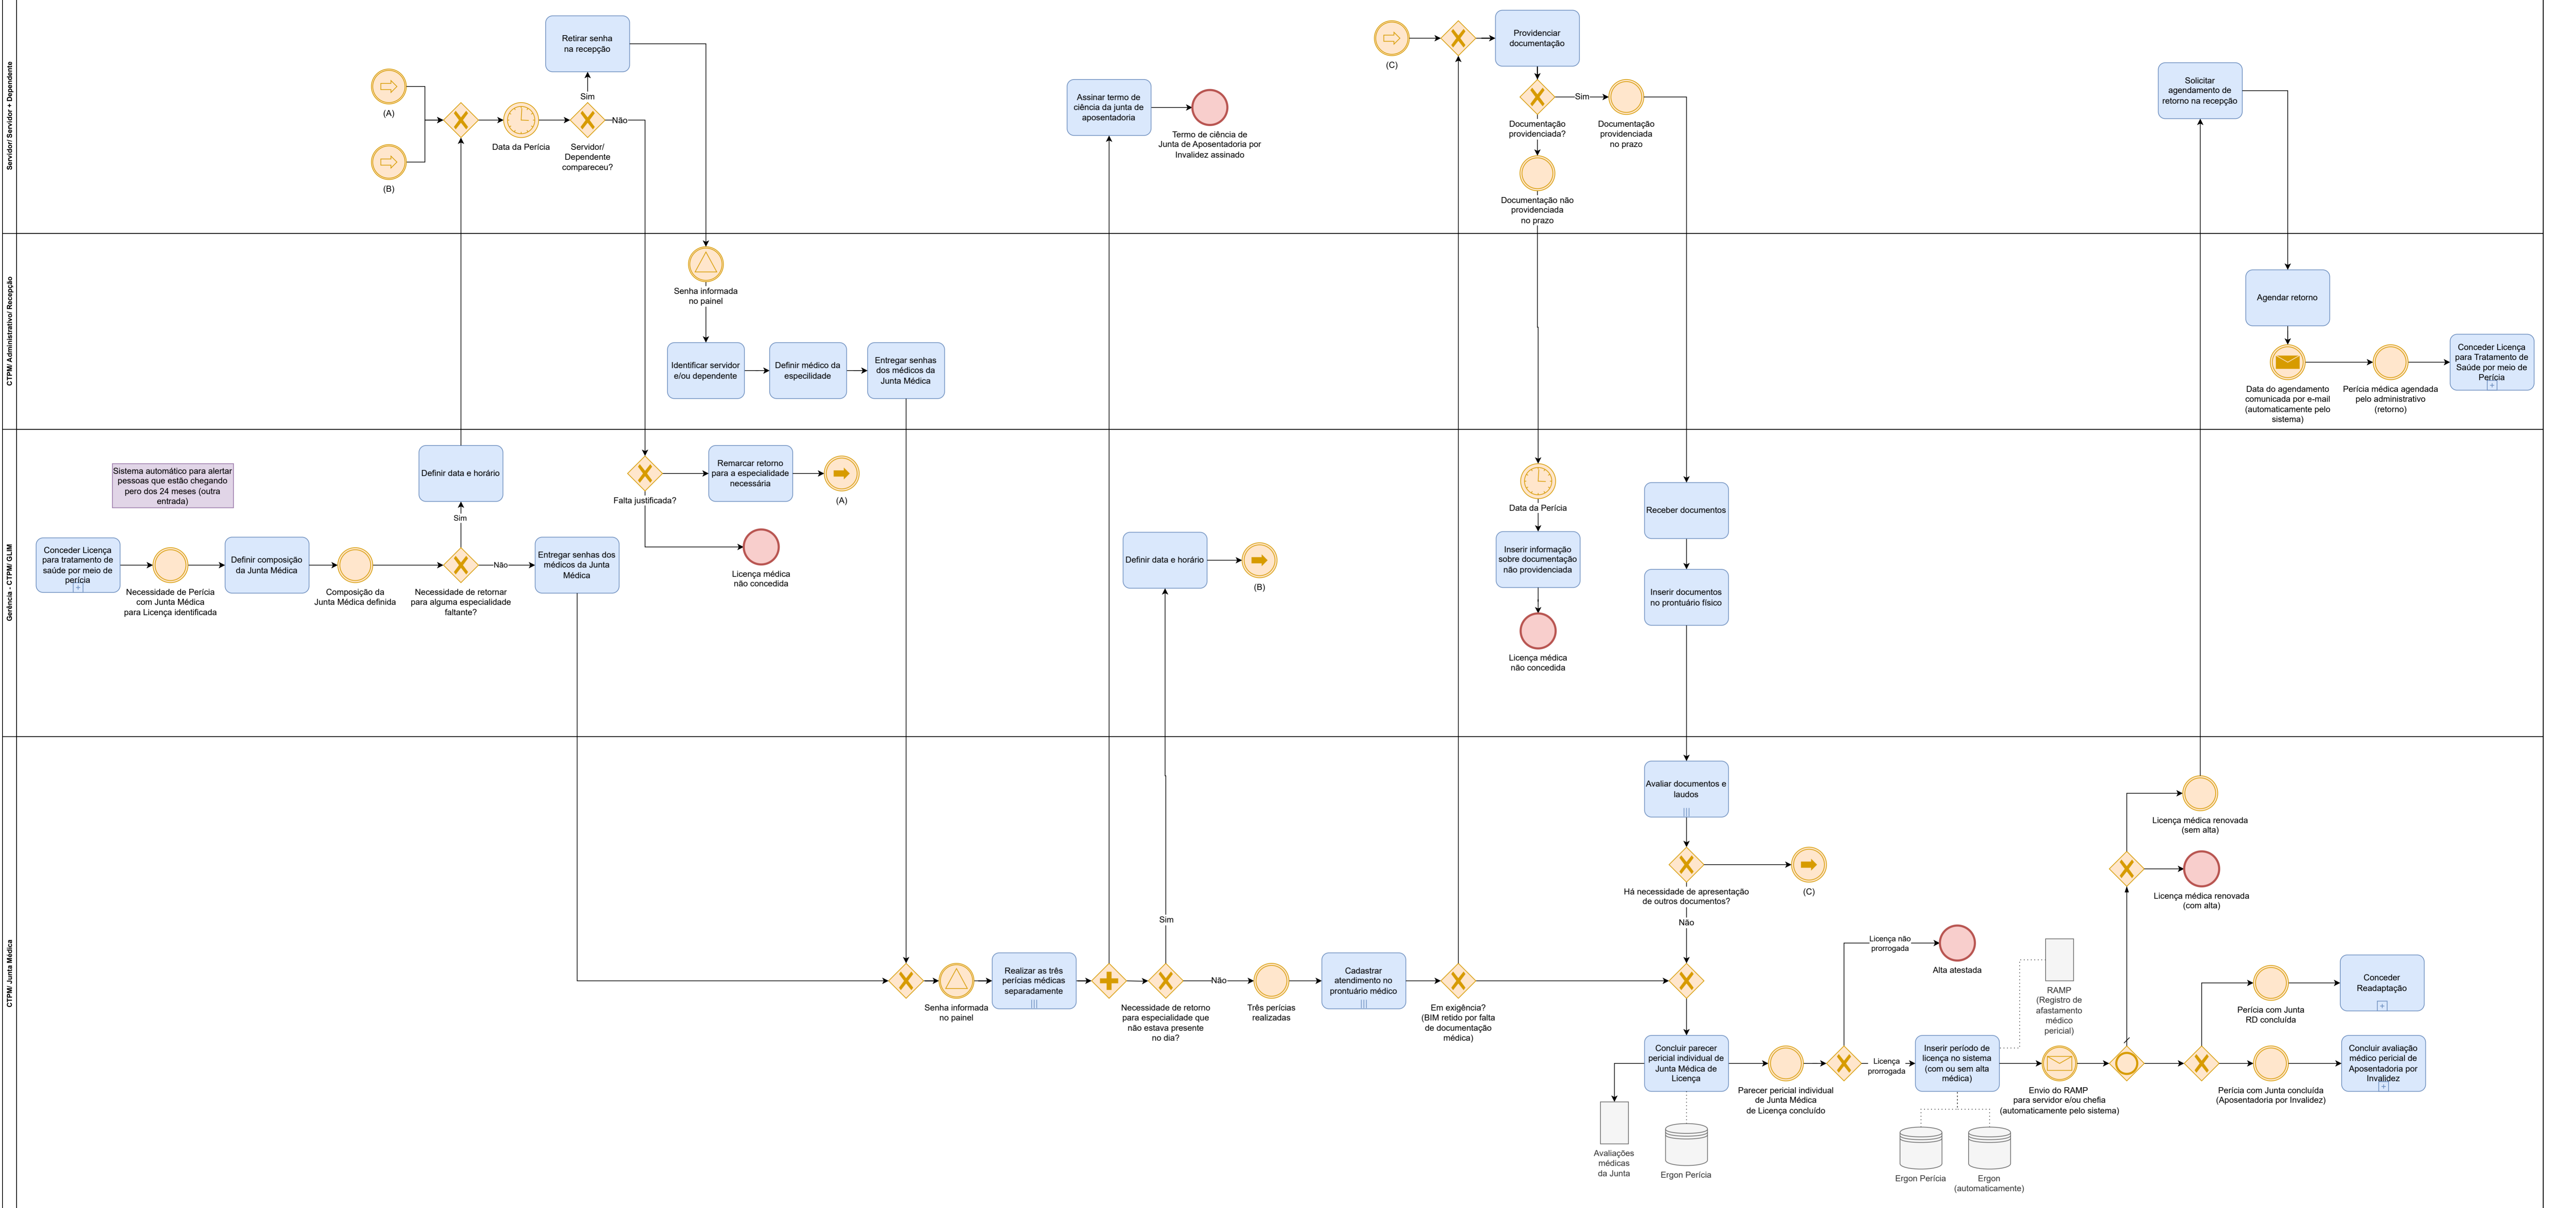 Servidor/ Servidor + Dependente
Retirar senha
na recepção
Sim
(A)
(B)
Data da Perícia
Servidor/
Dependente
compareceu?
Não
Assinar termo de
ciência da junta de
aposentadoria
Termo de ciência de
Junta de Aposentadoria por
Invalidez assinado
(C)
Providenciar
documentação
Sim
Documentação
providenciada?
Documentação
providenciada
no prazo
Documentação não
providenciada
no prazo
Solicitar
agendamento de
retorno na recepção
CTPM/ Administrativo/ Recepção
Senha informada
no painel
Identificar servidor
e/ou dependente
Definir médico da
especilidade
Entregar senhas
dos médicos da
Junta Médica
Agendar retorno
Data do agendamento
comunicada por e-mail
(automaticamente pelo
sistema)
Perícia médica agendada
pelo administrativo
(retorno)
Conceder Licença
para Tratamento de
Saúde por meio de
Perícia
Gerência - CTPM/ GLIM
Sistema automático para alertar
pessoas que estão chegando
pero dos 24 meses (outra
entrada)
Conceder Licença
para tratamento de
saúde por meio de
perícia
Necessidade de Perícia
com Junta Médica
para Licença identificada
Definir composição
da Junta Médica
Composição da
Junta Médica definida
Definir data e horário
Sim
Necessidade de retornar
para alguma especialidade
faltante?
Não
Entregar senhas dos
médicos da Junta
Médica
Falta justificada?
Remarcar retorno
para a especialidade
necessária
(A)
Licença médica
não concedida
Definir data e horário
(B)
Data da Perícia
Inserir informação
sobre documentação
não providenciada
Licença médica
não concedida
Receber documentos
Inserir documentos
no prontuário físico
CTPM/ Junta Médica
Senha informada
no painel
Realizar as três
perícias médicas
separadamente
Sim
Necessidade de retorno
para especialidade que
não estava presente
no dia?
Não
Três perícias
realizadas
Cadastrar
atendimento no
prontuário médico
Em exigência?
(BIM retido por falta
de documentação
médica)
Avaliar documentos e
laudos
Há necessidade de apresentação
de outros documentos?
(C)
Não
Concluir parecer
pericial individual de
Junta Médica de
Licença
Avaliações
médicas
da Junta
Ergon Perícia
Parecer pericial individual
de Junta Médica
de Licença concluído
Licença não
prorrogada
Alta atestada
Licença
prorrogada
Inserir período de
licença no sistema
(com ou sem alta
médica)
Ergon Perícia
Ergon
(automaticamente)
RAMP
(Registro de
afastamento
médico
pericial)
Envio do RAMP
para servidor e/ou chefia
(automaticamente pelo sistema)
Licença médica renovada
(sem alta)
Licença médica renovada
(com alta)
Perícia com Junta
RD concluída
Conceder
Readaptação
Perícia com Junta concluída
(Aposentadoria por Invalidez)
Concluir avaliação
médico pericial de
Aposentadoria por
Invalidez